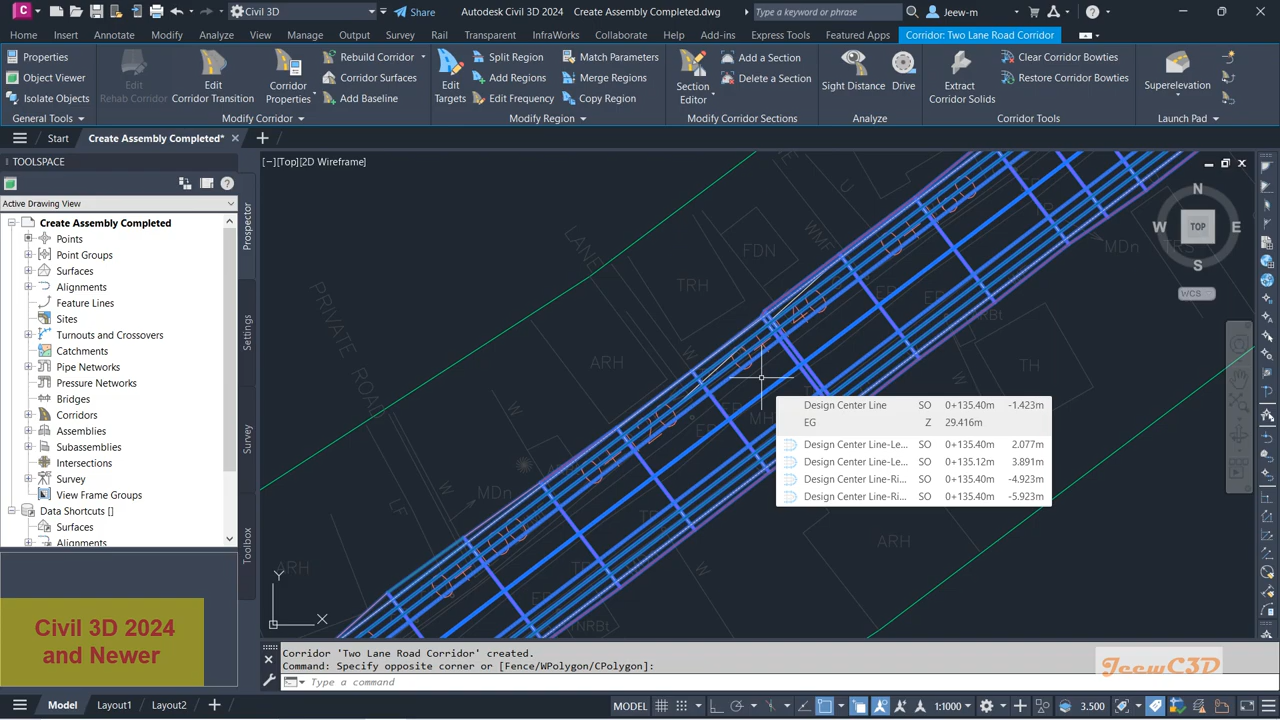 Civil 3D
Share
Autodesk Civil 3D 2024
Create Assembly Completed.dwg
Type a keyword or phrase
Jeew-m
Home Insert Annotate Modify Analyze View Manage Output Survey Rail Transparent InfraWorks Collaborate Help Add-ins Express Tools Featured Apps Corridor: Two Lane Road Corridor
Properties
Object Viewer
Isolate Objects
General Tools
Edit
Rehab Corridor
Edit
Corridor Transition
Corridor
Properties
Rebuild Corridor
Corridor Surfaces
Add Baseline
Modify Corridor
Edit
Targets
Split Region
Add Regions
Edit Frequency
Match Parameters
Merge Regions
Copy Region
Modify Region
Section
Editor
Add a Section
Delete a Section
Modify Corridor Sections
Sight Distance
Drive
Analyze
Extract
Corridor Solids
Clear Corridor Bowties
Restore Corridor Bowties
Corridor Tools
Superelevation
Launch Pad
Start
Create Assembly Completed*
TOOLSPACE
Active Drawing View
Create Assembly Completed
Points
Point Groups
Surfaces
Alignments
Feature Lines
Sites
Turnouts and Crossovers
Catchments
Pipe Networks
Pressure Networks
Bridges
Corridors
Assemblies
Subassemblies
Intersections
Survey
View Frame Groups
Data Shortcuts []
Surfaces
Alignments
Prospector
Settings
Survey
Toolbox
[−][Top][2D Wireframe]
N
W TOP E
S
WCS
PRIVATE ROAD
LANE
FDN
TRH
ARH
W
W
U
MDn
LF
ARH
MDn
TRS
TH
W
ARH
W
NRBt
Y
X
Design Center Line SO 0+135.40m -1.423m
EG Z 29.416m
Design Center Line-Le... SO 0+135.40m 2.077m
Design Center Line-Le... SO 0+135.12m 3.891m
Design Center Line-Ri... SO 0+135.40m -4.923m
Design Center Line-Ri... SO 0+135.40m -5.923m
Civil 3D 2024
and Newer
Corridor 'Two Lane Road Corridor' created.
Command: Specify opposite corner or [Fence/WPolygon/CPolygon]:
Type a command
JeewC3D
Model Layout1 Layout2
MODEL
1:1000
3.500